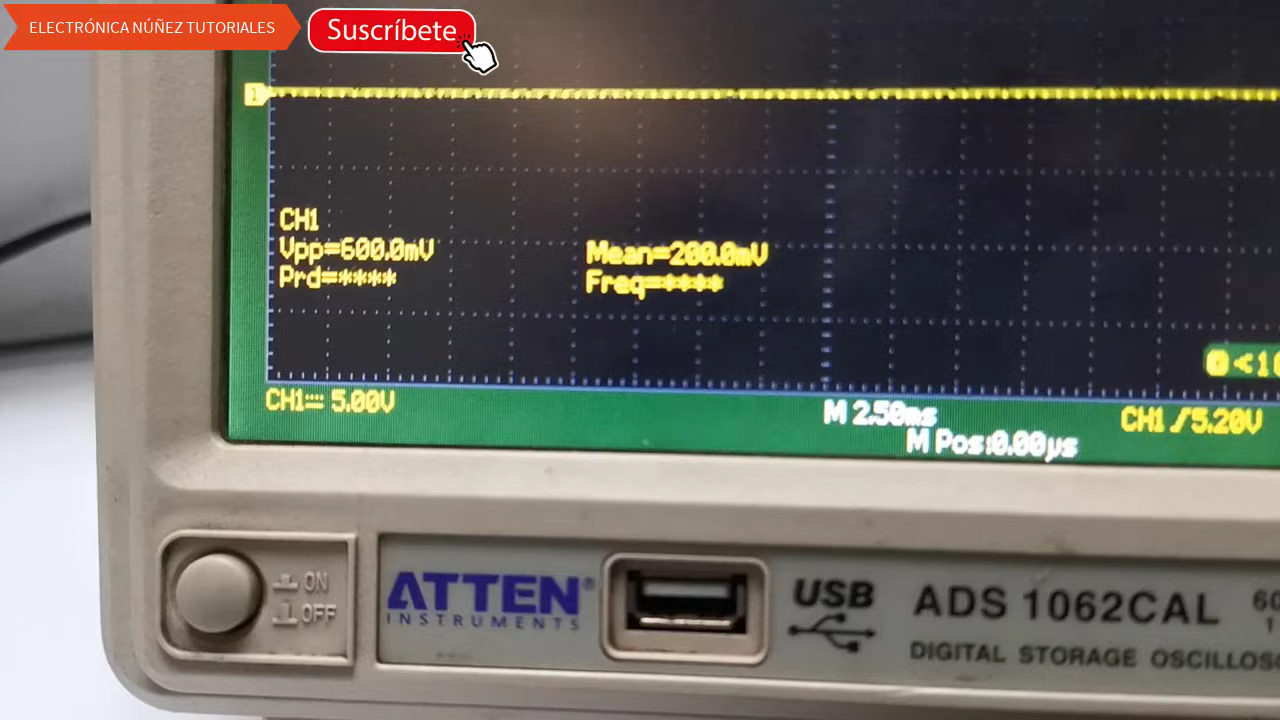 ELECTRÓNICA NÚÑEZ TUTORIALES
Suscríbete
1
CH1
Vpp=600.0mV
Mean=200.0mV
Prd=****
Freq=****
CH1 5.00V
M 2.50ms
CH1 / 5.20V
M Pos:0.00µs
ON
OFF
ATTEN®
INSTRUMENTS
USB
ADS 1062CAL
DIGITAL STORAGE